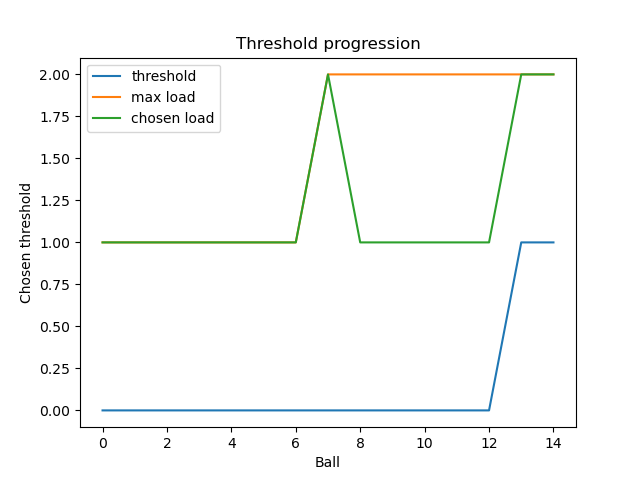 Threshold progression
threshold
max load
chosen load
Chosen threshold
2.00
1.75
1.50
1.25
1.00
0.75
0.50
0.25
0.00
0 2 4 6 8 10 12 14
Ball